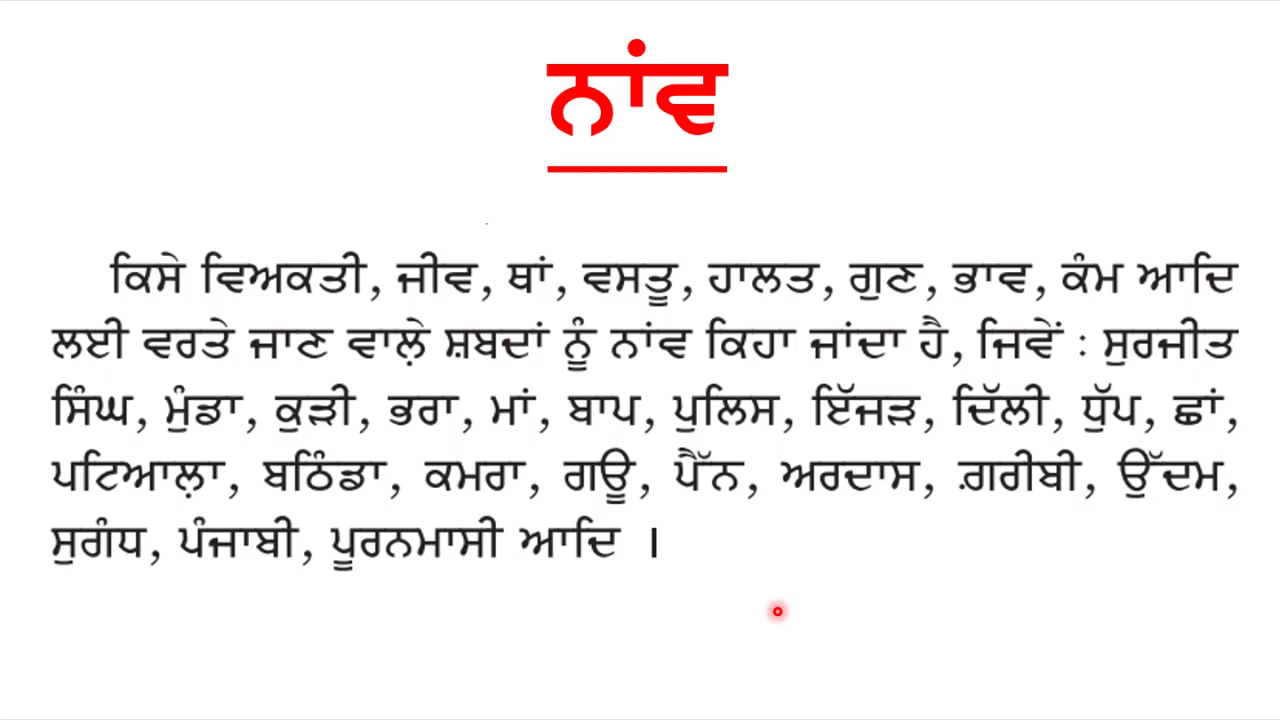 ਨਾਂਵ
ਕਿਸੇ ਵਿਅਕਤੀ, ਜੀਵ, ਥਾਂ, ਵਸਤੂ, ਹਾਲਤ, ਗੁਣ, ਭਾਵ, ਕੰਮ ਆਦਿ
ਲਈ ਵਰਤੇ ਜਾਣ ਵਾਲ਼ੇ ਸ਼ਬਦਾਂ ਨੂੰ ਨਾਂਵ ਕਿਹਾ ਜਾਂਦਾ ਹੈ, ਜਿਵੇਂ : ਸੁਰਜੀਤ
ਸਿੰਘ, ਮੁੰਡਾ, ਕੁੜੀ, ਭਰਾ, ਮਾਂ, ਬਾਪ, ਪੁਲਿਸ, ਇੱਜੜ, ਦਿੱਲੀ, ਧੁੱਪ, ਛਾਂ,
ਪਟਿਆਲ਼ਾ, ਬਠਿੰਡਾ, ਕਮਰਾ, ਗਊ, ਪੈੱਨ, ਅਰਦਾਸ, ਗ਼ਰੀਬੀ, ਉੱਦਮ,
ਸੁਗੰਧ, ਪੰਜਾਬੀ, ਪੂਰਨਮਾਸੀ ਆਦਿ ।